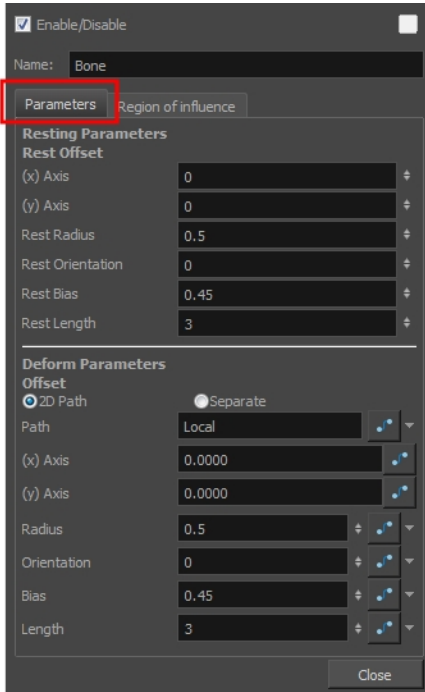 Enable/Disable
Name: Bone
Parameters Region of influence
Resting Parameters
Rest Offset
(x) Axis 0
(y) Axis 0
Rest Radius 0.5
Rest Orientation 0
Rest Bias 0.45
Rest Length 3
Deform Parameters
Offset
2D Path Separate
Path Local
(x) Axis 0.0000
(y) Axis 0.0000
Radius 0.5
Orientation 0
Bias 0.45
Length 3
Close